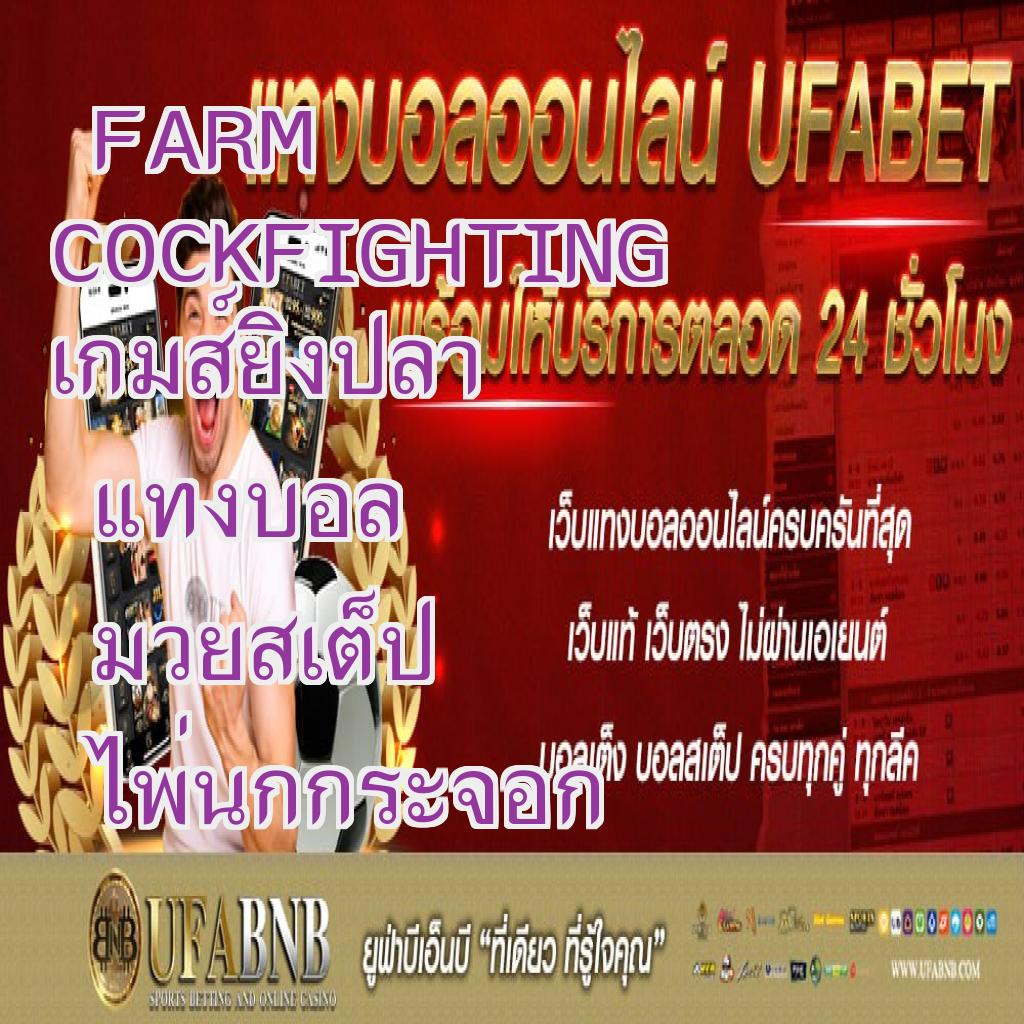 แทงบอลออนไลน์ UFABET
FARM
COCKFIGHTING
พร้อมให้บริการตลอด 24 ชั่วโมง
เกมส์ยิงปลา
แทงบอล
เว็บแทงบอลออนไลน์ครบครันที่สุด
มวยสเต็ป
เว็บแท้ เว็บตรง ไม่ผ่านเอเยนต์
บอลเต็ง บอลสเต็ป ครบทุกคู่ ทุกลีค
ไพ่นกกระจอก
UFABNB
SPORTS BETTING AND ONLINE CASINO
ยูฟ่าบีเอ็นบี “ที่เดียว ที่รู้ใจคุณ”
WWW.UFABNB.COM